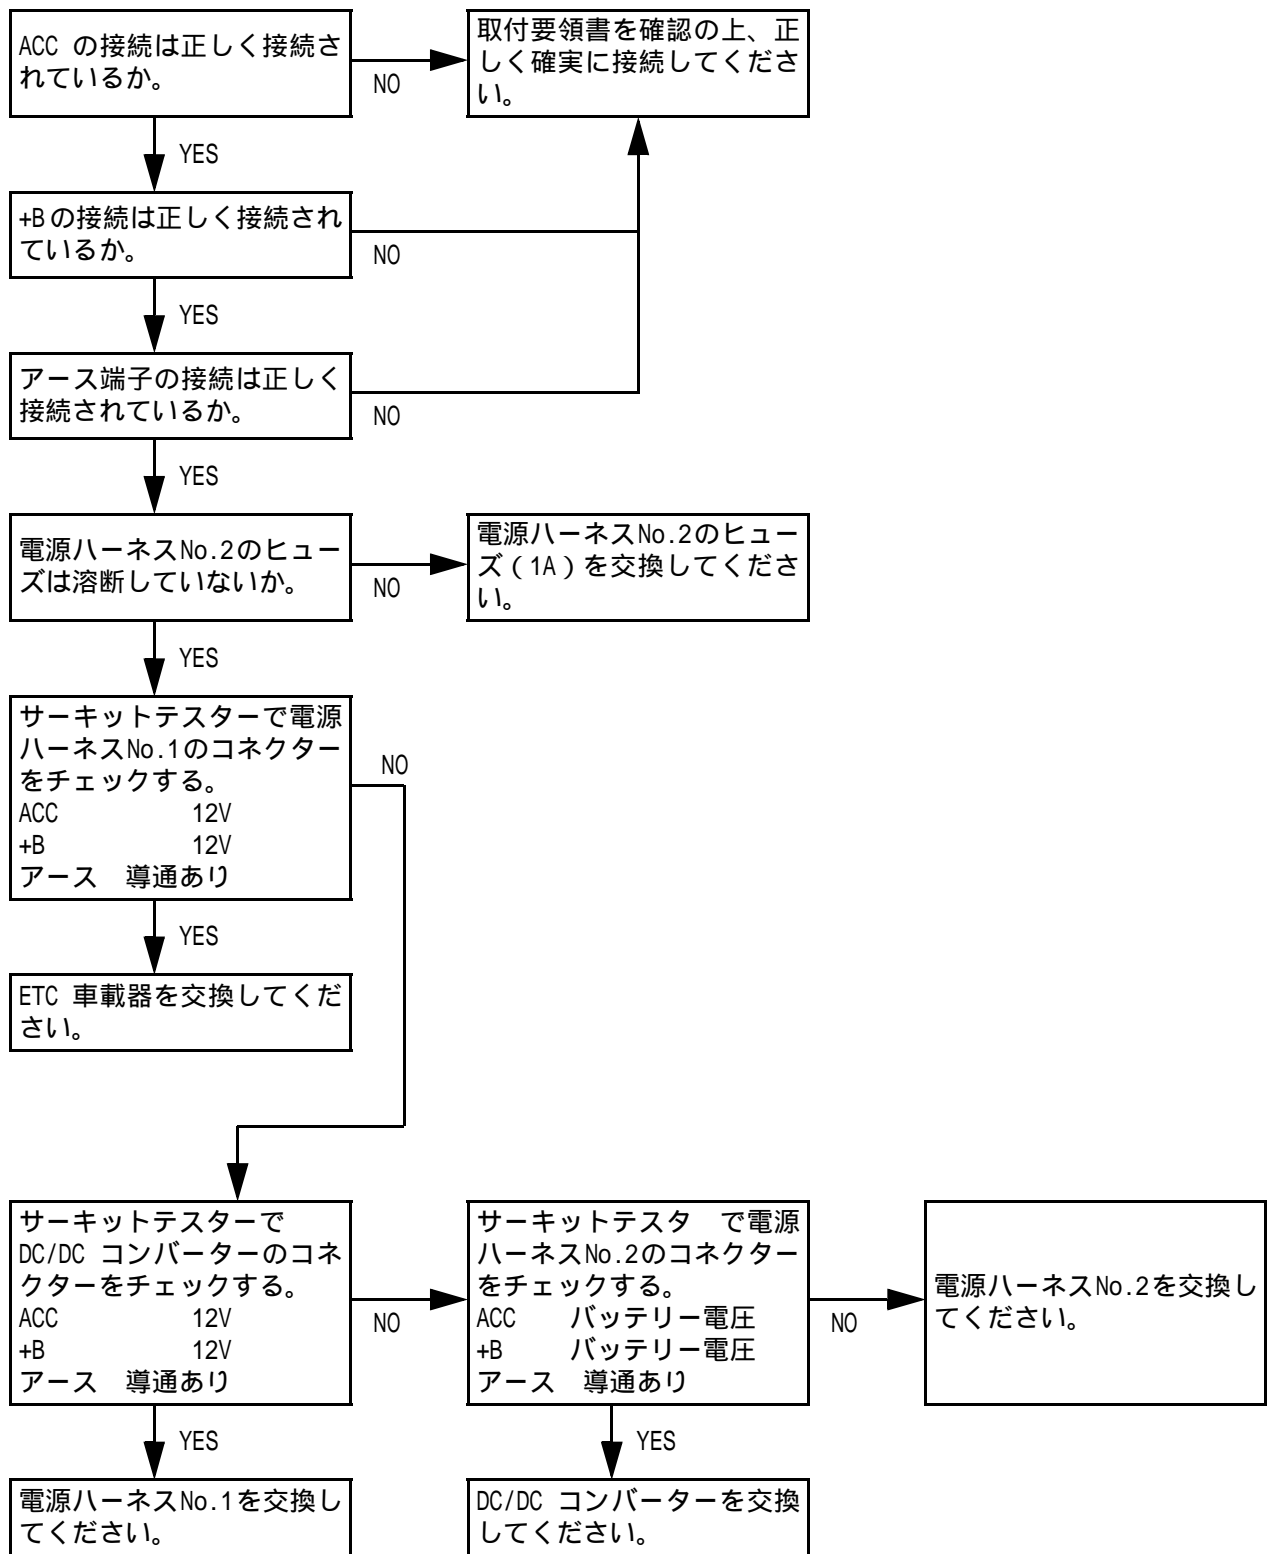 ACC の接続は正しく接続さ
れているか。
NO
取付要領書を確認の上、正
しく確実に接続してくださ
い。
YES
+Bの接続は正しく接続され
ているか。
NO
YES
アース端子の接続は正しく
接続されているか。
NO
YES
電源ハーネスNo.2のヒュー
ズは溶断していないか。
NO
電源ハーネスNo.2のヒュー
ズ(1A)を交換してくださ
い。
YES
サーキットテスターで電源
ハーネスNo.1のコネクター
をチェックする。
ACC 12V
+B 12V
アース 導通あり
NO
YES
ETC 車載器を交換してくだ
さい。
サーキットテスターで
DC/DC コンバーターのコネ
クターをチェックする。
ACC 12V
+B 12V
アース 導通あり
NO
サーキットテスタ で電源
ハーネスNo.2のコネクター
をチェックする。
ACC バッテリー電圧
+B バッテリー電圧
アース 導通あり
NO
電源ハーネスNo.2を交換し
てください。
YES
電源ハーネスNo.1を交換し
てください。
YES
DC/DC コンバーターを交換
してください。